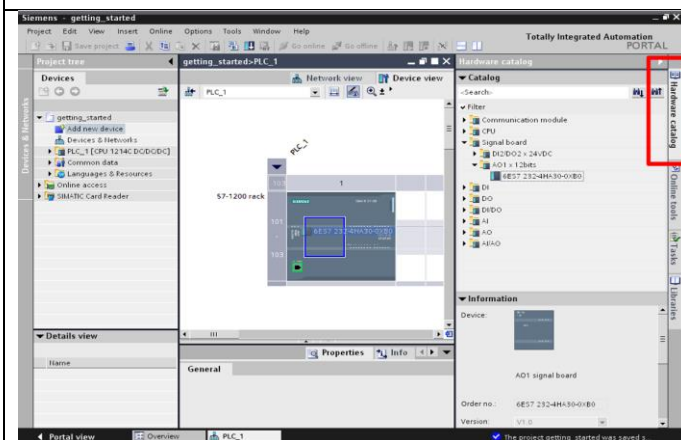 Siemens - getting_started
Project Edit View Insert Online Options Tools Window Help
Totally Integrated Automation
PORTAL
Save project
Go online
Go offline
Project tree
Devices
Devices & Networks
getting_started
Add new device
Devices & Networks
PLC_1 [CPU 1214C DC/DC/DC]
Common data
Languages & Resources
Online access
SIMATIC Card Reader
Details view
Name
getting_started>PLC_1
Network view
Device view
PLC_1
PLC_1
103
1
S7-1200 rack
101
103
6ES7 232-4HA30-0XB0
Properties
Info
General
Hardware catalog
Catalog
<Search>
Filter
Communication module
CPU
Signal board
DI2/DO2 x 24VDC
AO1 x 12bits
6ES7 232-4HA30-0XB0
DI
DO
DI/DO
AI
AO
AI/AO
Information
Device:
AO1 signal board
Order no.: 6ES7 232-4HA30-0XB0
Version: V1.0
Hardware catalog
Online tools
Tasks
Libraries
Portal view
Overview
PLC_1
The project getting_started was saved s...